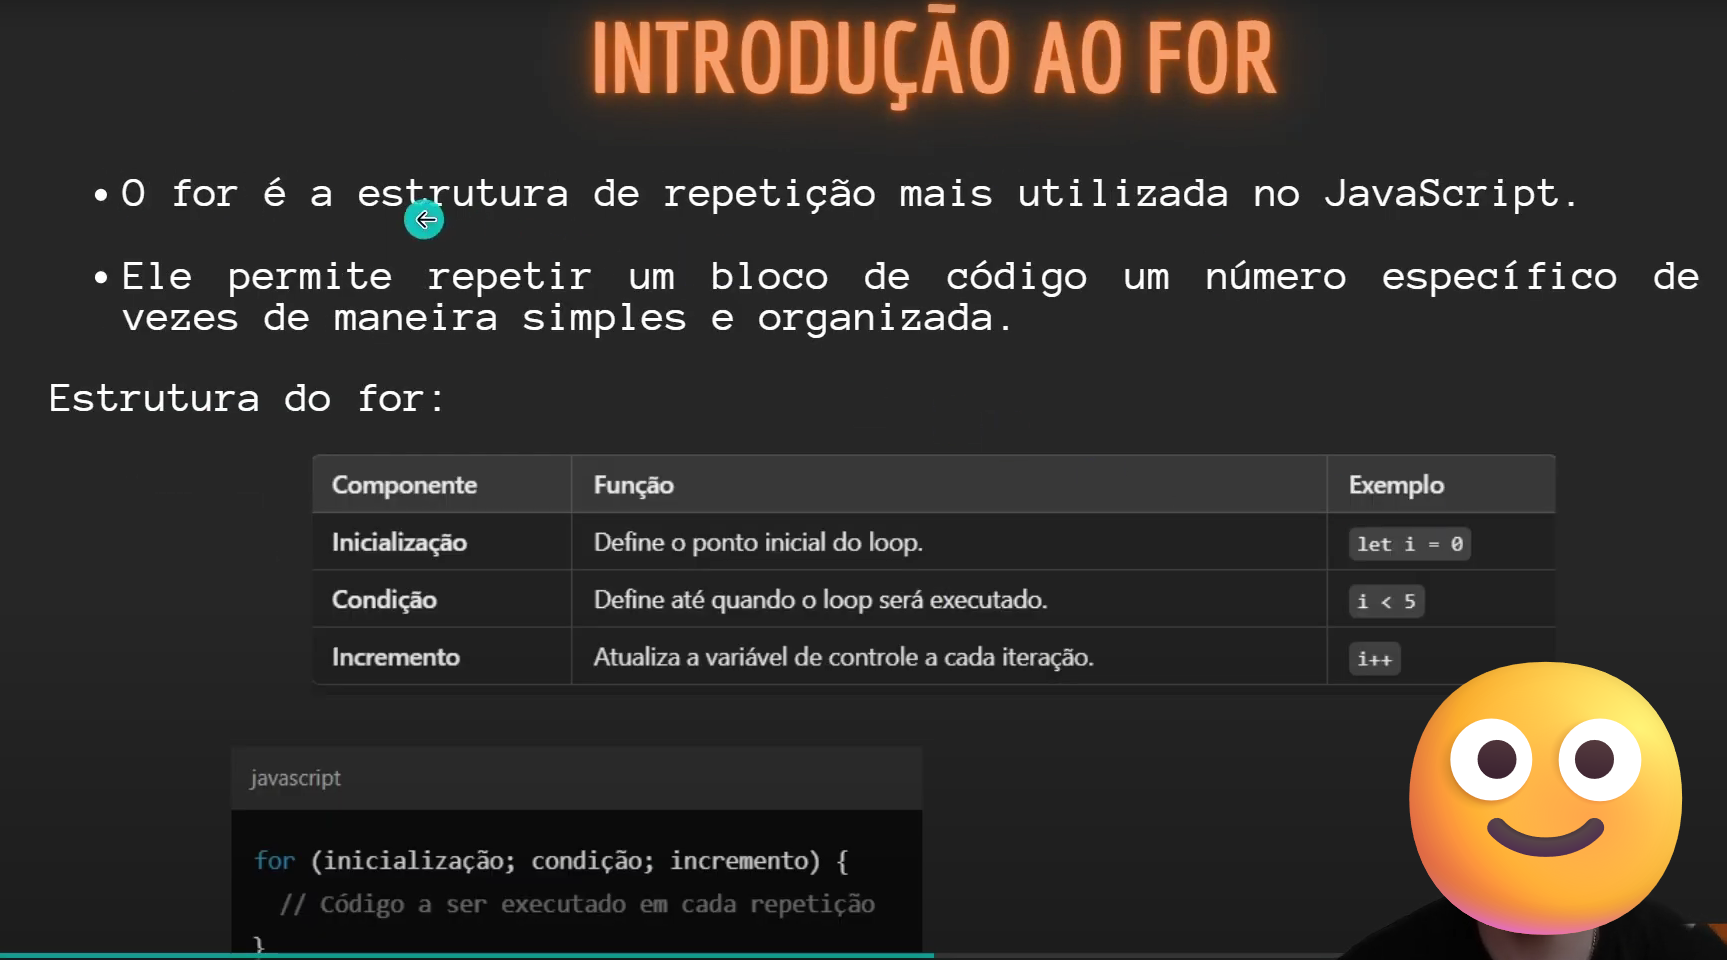 INTRODUÇÃO AO FOR
• O for é a estrutura de repetição mais utilizada no JavaScript.
• Ele permite repetir um bloco de código um número específico de
vezes de maneira simples e organizada.
Estrutura do for:
Componente Função Exemplo
Inicialização Define o ponto inicial do loop. let i = 0
Condição Define até quando o loop será executado. i < 5
Incremento Atualiza a variável de controle a cada iteração. i++
javascript
for (inicialização; condição; incremento) {
// Código a ser executado em cada repetição
}